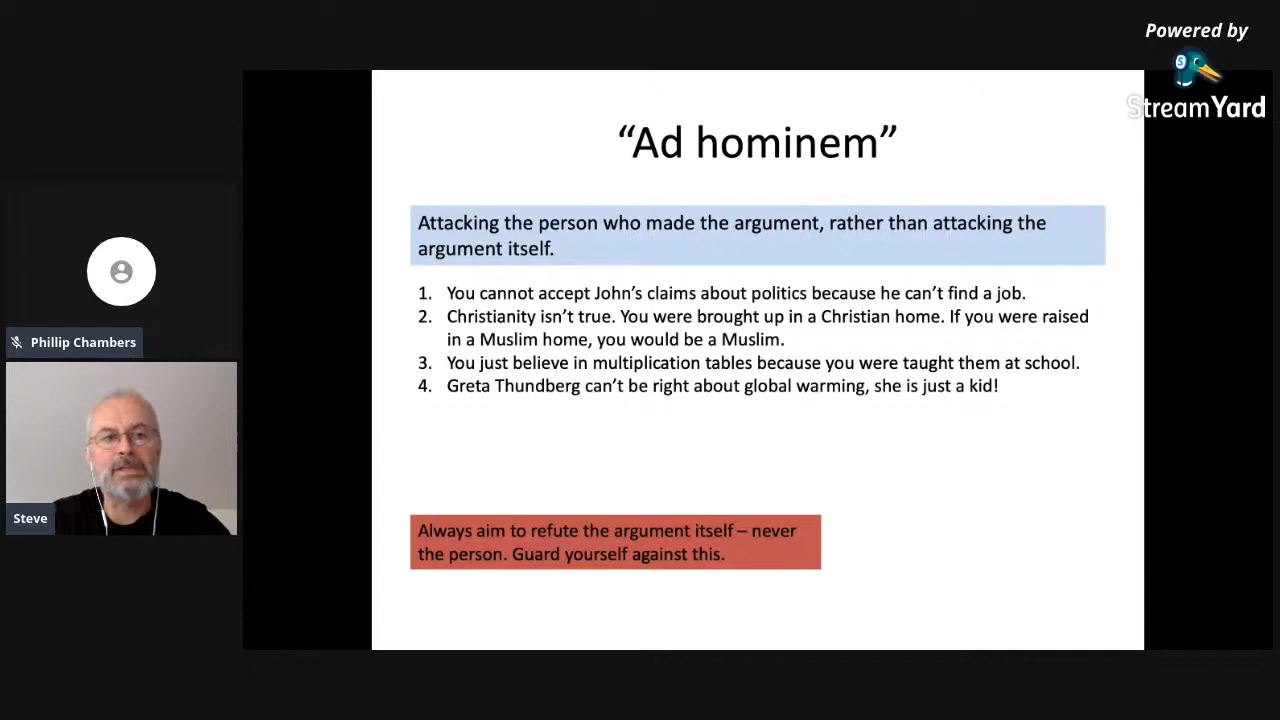 Powered by
StreamYard
“Ad hominem”
Attacking the person who made the argument, rather than attacking the
argument itself.
1. You cannot accept John’s claims about politics because he can’t find a job.
2. Christianity isn’t true. You were brought up in a Christian home. If you were raised
in a Muslim home, you would be a Muslim.
3. You just believe in multiplication tables because you were taught them at school.
4. Greta Thundberg can’t be right about global warming, she is just a kid!
Always aim to refute the argument itself – never
the person. Guard yourself against this.
Phillip Chambers
Steve